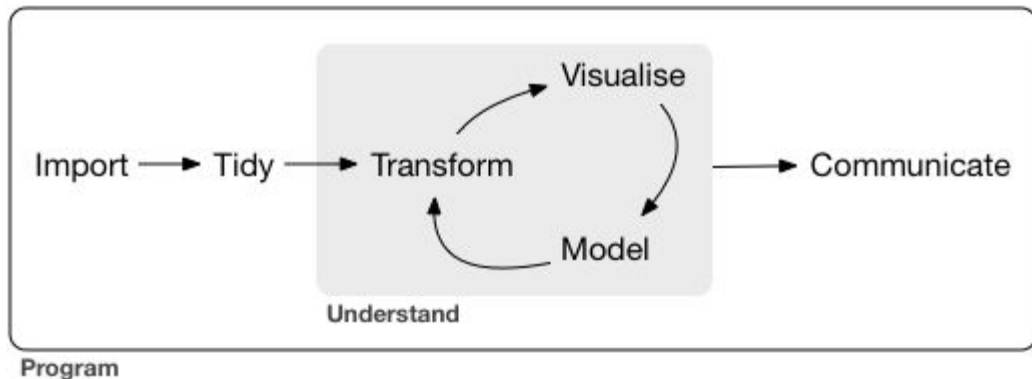 Visualise
Import
Tidy
Transform
Communicate
Model
Understand
Program